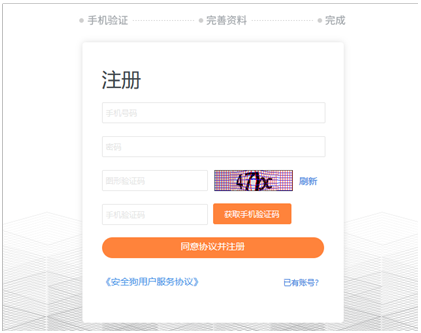 手机验证 完善资料 完成
注册
手机号码
密码
图形验证码 47bc 刷新
手机验证码 获取手机验证码
同意协议并注册
《安全狗用户服务协议》 已有账号?